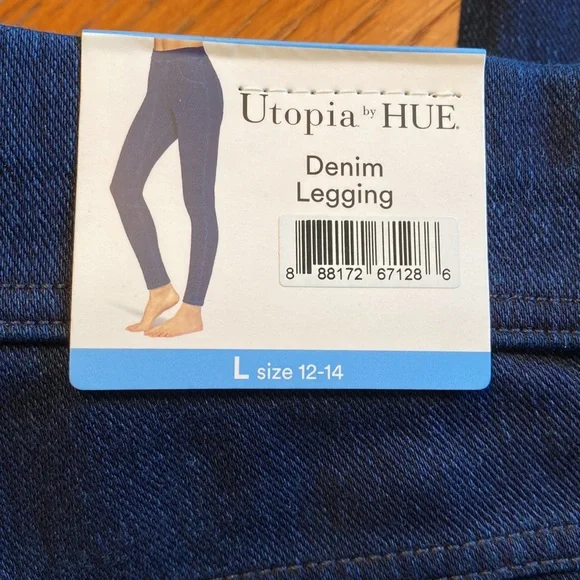 Utopia by HUE®
Denim
Legging
8 88172 67128 6
L size 12-14